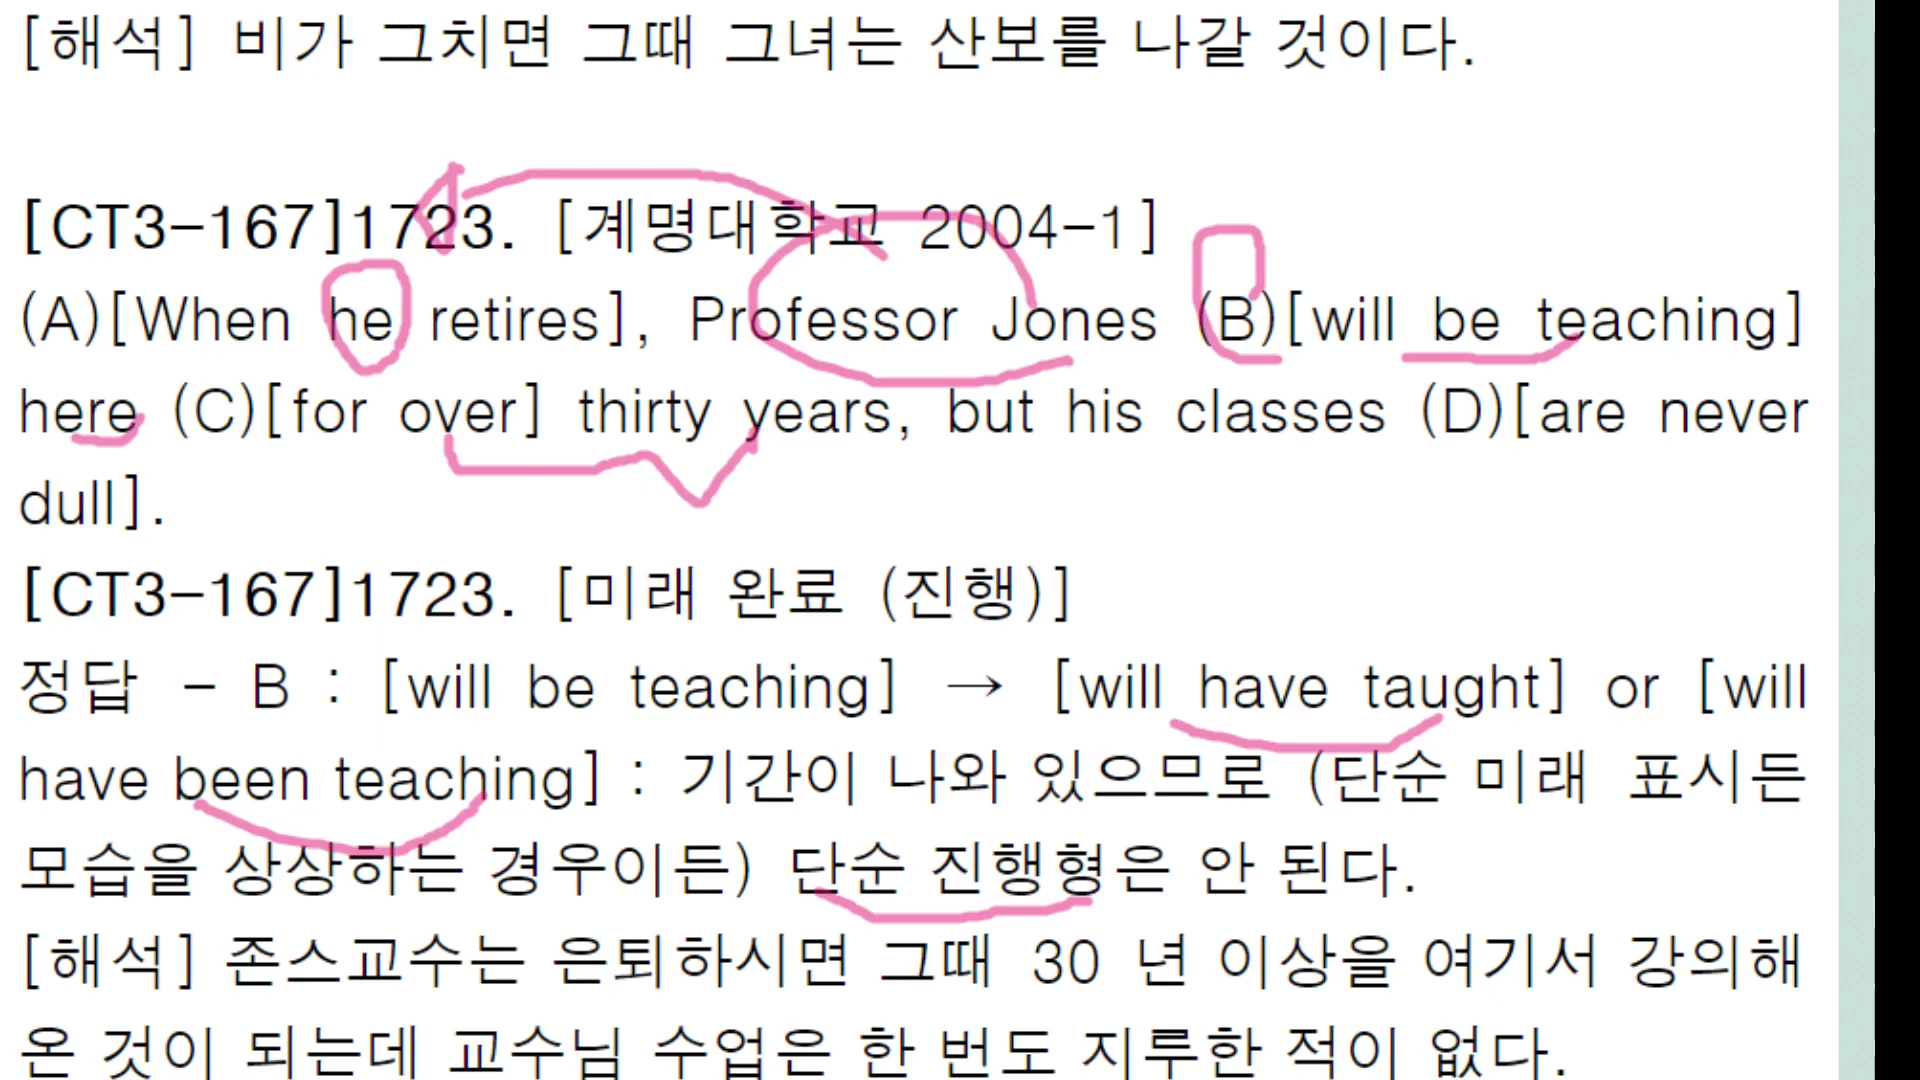 [해석] 비가 그치면 그때 그녀는 산보를 나갈 것이다.
[CT3-167]1723. [계명대학교 2004-1]
(A)[When he retires], Professor Jones (B)[will be teaching]
here (C)[for over] thirty years, but his classes (D)[are never
dull].
[CT3-167]1723. [미래 완료 (진행)]
정답 - B : [will be teaching] → [will have taught] or [will
have been teaching] : 기간이 나와 있으므로 (단순 미래 표시든
모습을 상상하는 경우이든) 단순 진행형은 안 된다.
[해석] 존스교수는 은퇴하시면 그때 30 년 이상을 여기서 강의해
온 것이 되는데 교수님 수업은 한 번도 지루한 적이 없다.